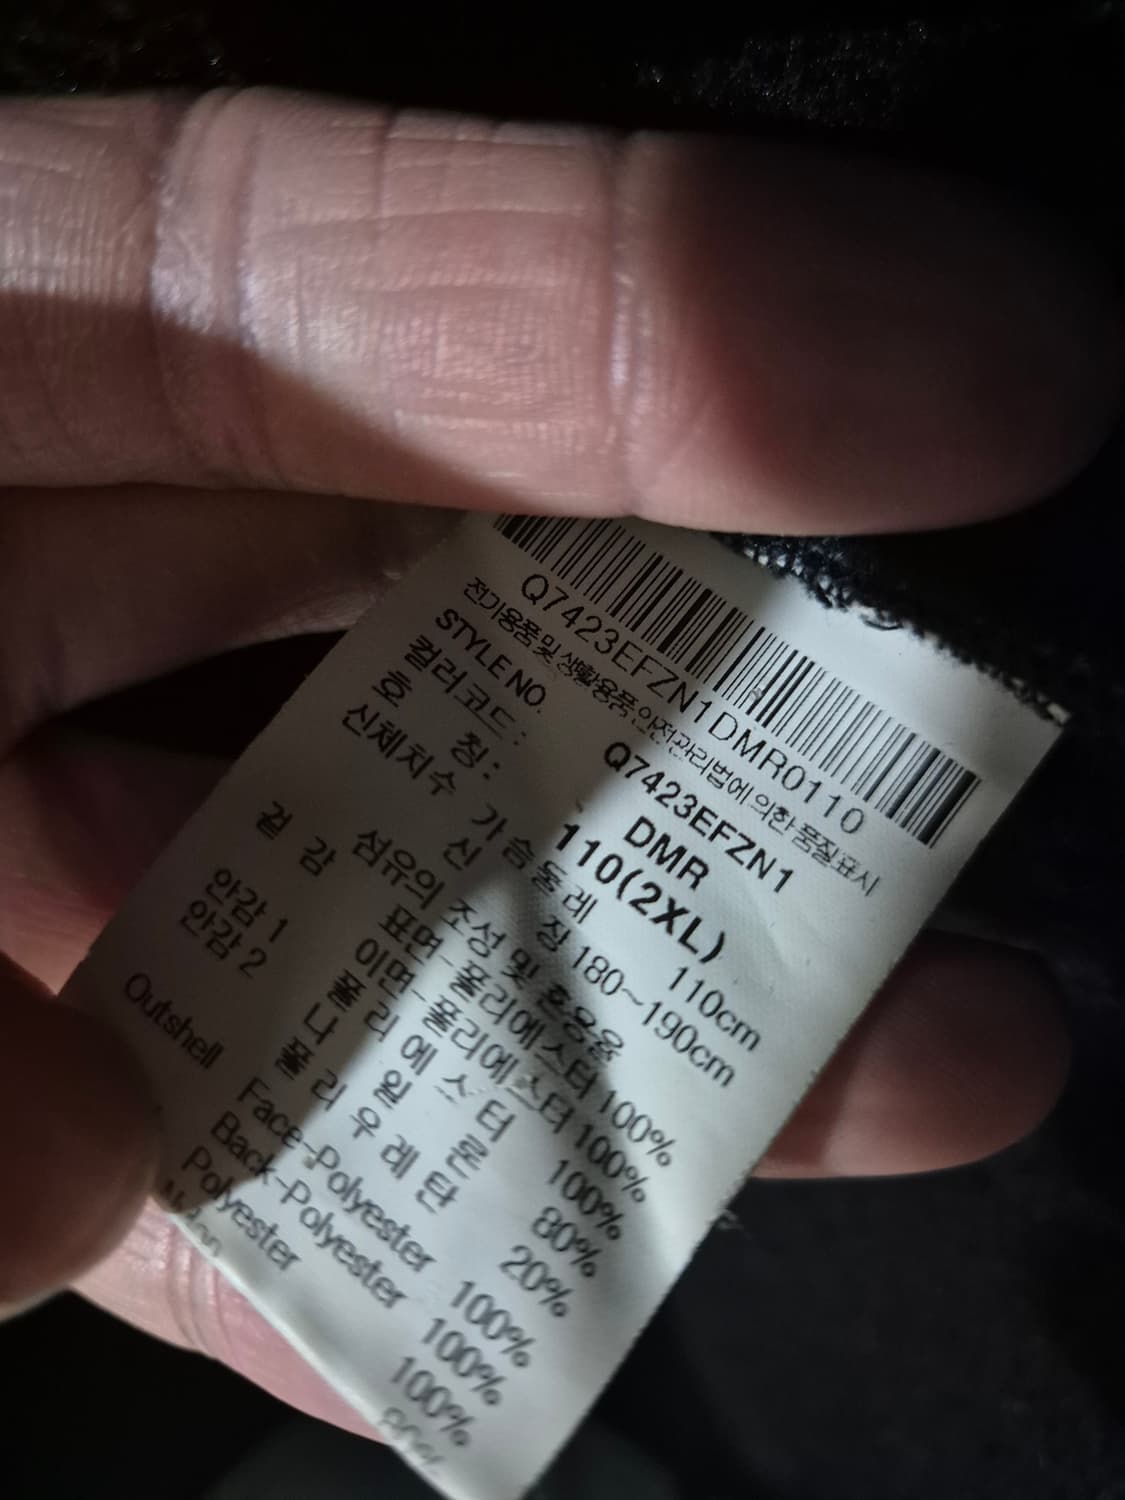 Q7423EFZN1DMR0110
전기용품 및 생활용품 안전관리법에 의한 품질표시
STYLE NO. Q7423EFZN1
컬러코드: DMR
호 칭: 110(2XL)
신체치수 가슴둘레 110cm
신 장 180~190cm
섬유의 조성 및 혼용율
겉 감 표면_폴리에스터 100%
이면_폴리에스터 100%
안감 1 폴 리 에 스 터 100%
안감 2 나 일 론 80%
폴 리 우 레 탄 20%
Outshell Face-Polyester 100%
Back-Polyester 100%
Polyester 100%